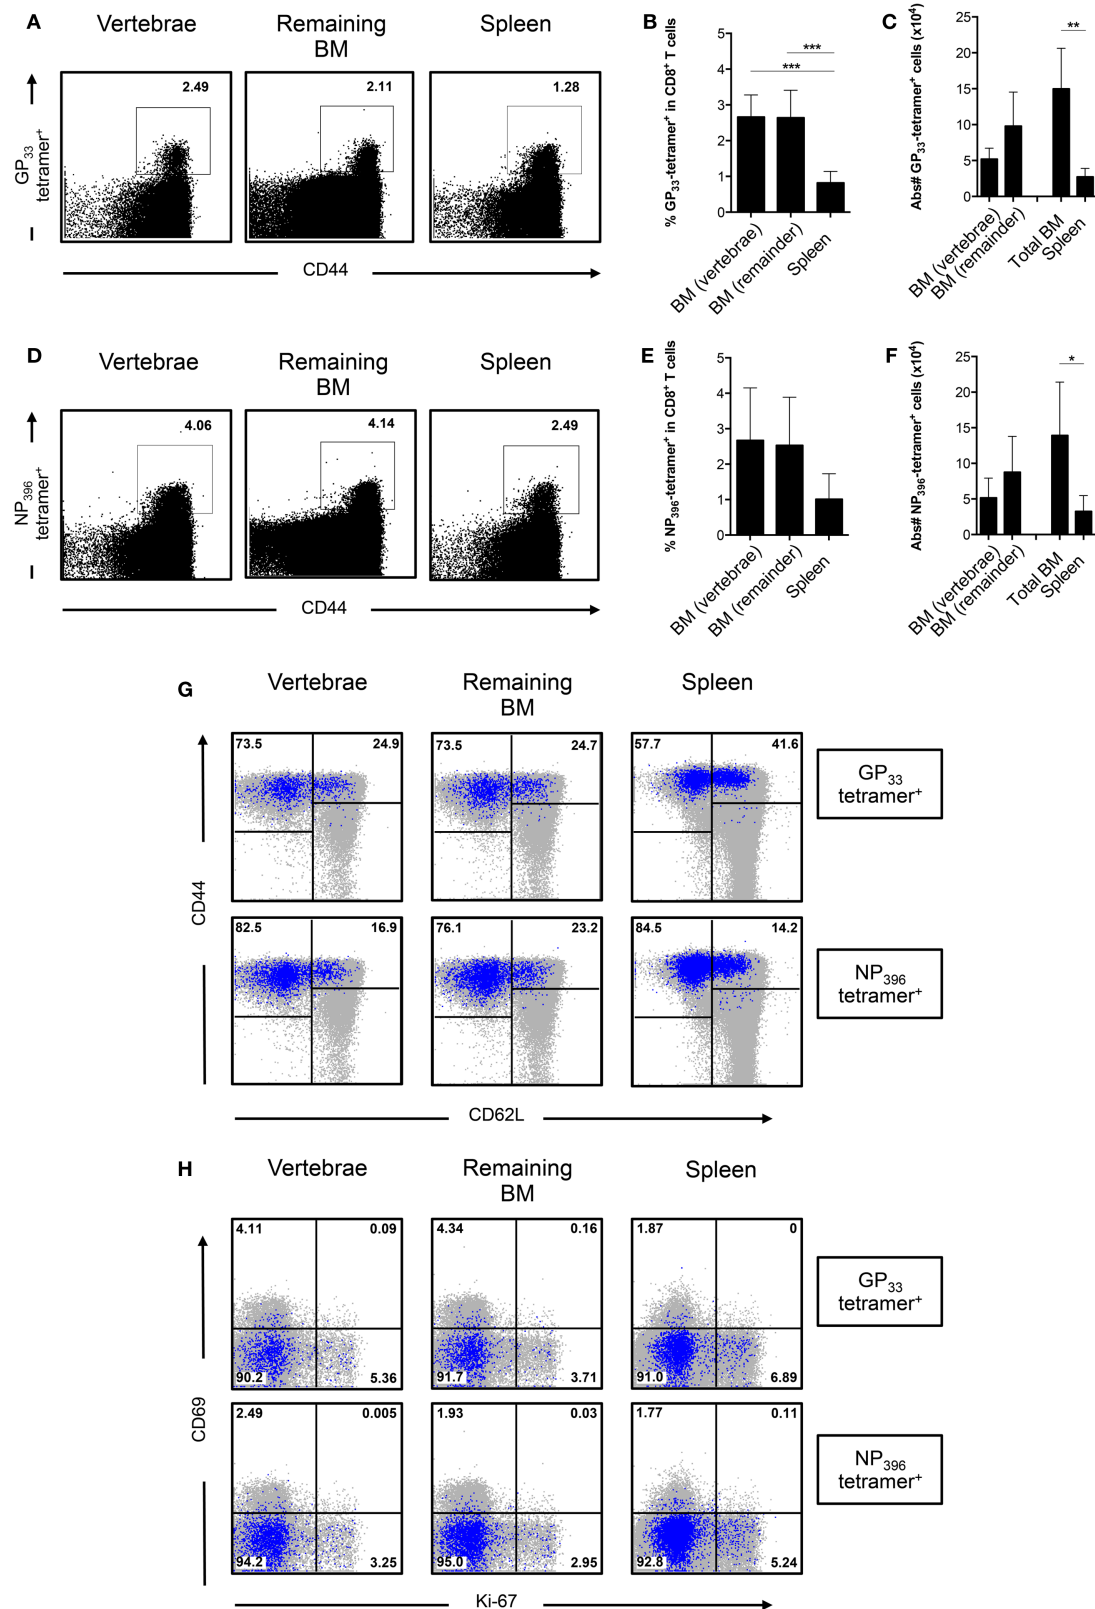 A
Vertebrae
Remaining
BM
Spleen
GP33
tetramer+
2.49
2.11
1.28
CD44
B
% GP33-tetramer+ in CD8+ T cells
5
4
3
2
1
0
***
***
BM (vertebrae)
BM (remainder)
Spleen
C
Abs# GP33-tetramer+ cells (x10^4)
25
20
15
10
5
0
**
BM (vertebrae)
BM (remainder)
Total BM
Spleen
D
Vertebrae
Remaining
BM
Spleen
NP396
tetramer+
4.06
4.14
2.49
CD44
E
% NP396-tetramer+ in CD8+ T cells
5
4
3
2
1
0
BM (vertebrae)
BM (remainder)
Spleen
F
Abs# NP396-tetramer+ cells (x10^4)
25
20
15
10
5
0
*
BM (vertebrae)
BM (remainder)
Total BM
Spleen
G
Vertebrae
Remaining
BM
Spleen
73.5 24.9
73.5 24.7
57.7 41.6
GP33
tetramer+
CD44
82.5 16.9
76.1 23.2
84.5 14.2
NP396
tetramer+
CD62L
H
Vertebrae
Remaining
BM
Spleen
4.11 0.09
4.34 0.16
1.87 0
GP33
tetramer+
90.2 5.36
91.7 3.71
91.0 6.89
CD69
2.49 0.005
1.93 0.03
1.77 0.11
NP396
tetramer+
94.2 3.25
95.0 2.95
92.8 5.24
Ki-67